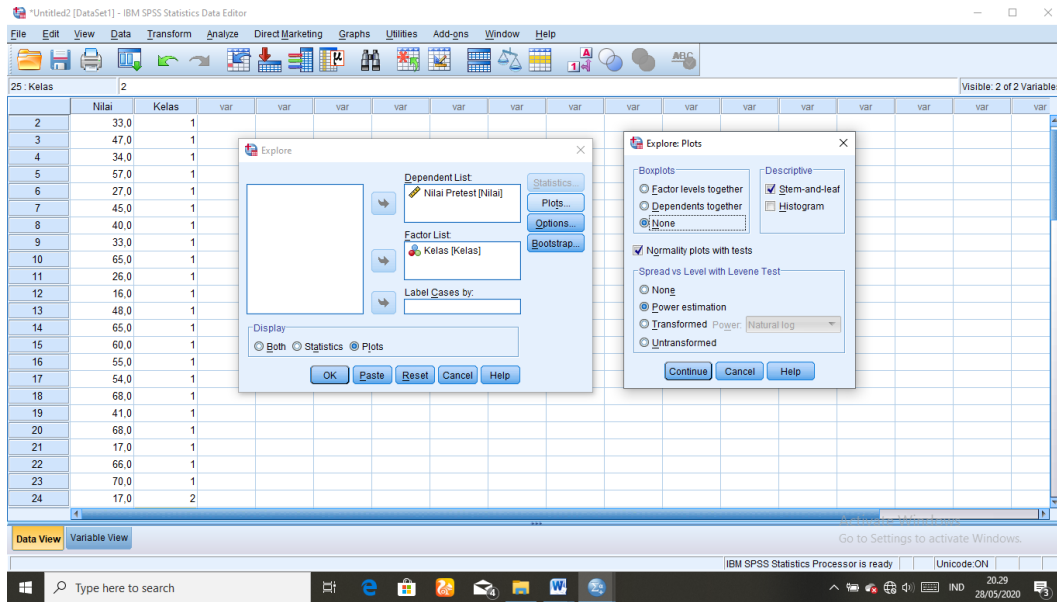 *Untitled2 [DataSet1] - IBM SPSS Statistics Data Editor
File Edit View Data Transform Analyze Direct Marketing Graphs Utilities Add-ons Window Help
25 : Kelas 2 Visible: 2 of 2 Variable
Nilai Kelas var var var var var var var var var var var var var var var
2 33,0 1
3 47,0 1
4 34,0 1
5 57,0 1
6 27,0 1
7 45,0 1
8 40,0 1
9 33,0 1
10 65,0 1
11 26,0 1
12 16,0 1
13 48,0 1
14 65,0 1
15 60,0 1
16 55,0 1
17 54,0 1
18 68,0 1
19 41,0 1
20 68,0 1
21 17,0 1
22 66,0 1
23 70,0 1
24 17,0 2
Explore
Dependent List:
Nilai Pretest [Nilai]
Factor List:
Kelas [Kelas]
Label Cases by:
Statistics...
Plots...
Options...
Bootstrap...
Display
Both Statistics Plots
OK Paste Reset Cancel Help
Explore: Plots
Boxplots
Factor levels together
Dependents together
None
Descriptive
Stem-and-leaf
Histogram
Normality plots with tests
Spread vs Level with Levene Test
None
Power estimation
Transformed Power: Natural log
Untransformed
Continue Cancel Help
Activate Windows
Go to Settings to activate Windows.
Data View Variable View
IBM SPSS Statistics Processor is ready Unicode:ON
Type here to search
IND
20.29
28/05/2020